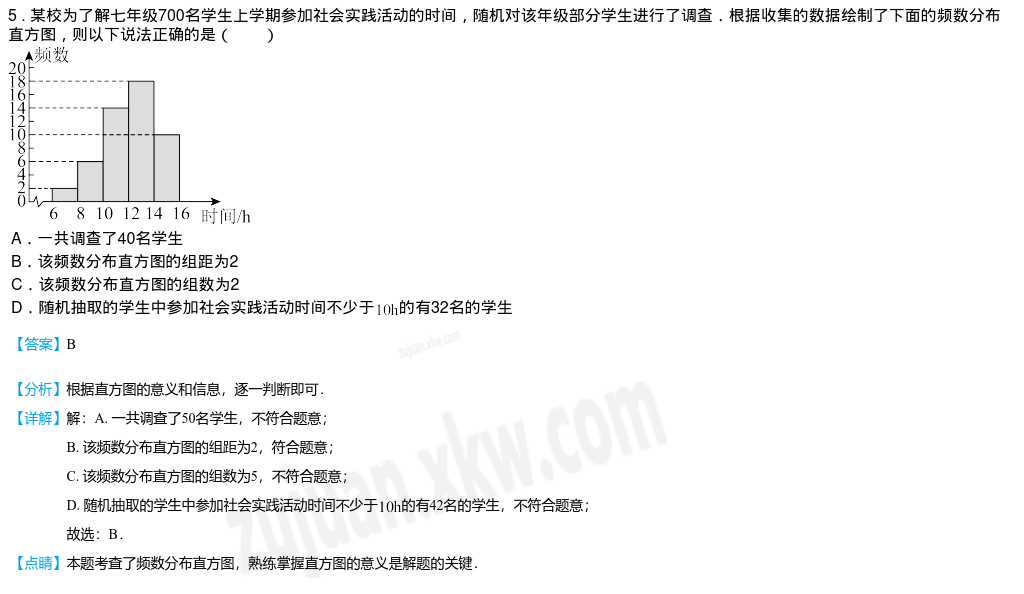 5．某校为了解七年级700名学生上学期参加社会实践活动的时间，随机对该年级部分学生进行了调查．根据收集的数据绘制了下面的频数分布
直方图，则以下说法正确的是（　　）
频数
20
18
16
14
12
10
8
6
4
2
0
6 8 10 12 14 16 时间/h
A．一共调查了40名学生
B．该频数分布直方图的组距为2
C．该频数分布直方图的组数为2
D．随机抽取的学生中参加社会实践活动时间不少于10h的有32名的学生
【答案】B
zujuan.xkw.com
【分析】根据直方图的意义和信息，逐一判断即可．
【详解】解：A. 一共调查了50名学生，不符合题意；
B. 该频数分布直方图的组距为2，符合题意；
C. 该频数分布直方图的组数为5，不符合题意；
D. 随机抽取的学生中参加社会实践活动时间不少于10h的有42名的学生，不符合题意；
故选：B．
【点睛】本题考查了频数分布直方图，熟练掌握直方图的意义是解题的关键．
zujuan.xkw.com